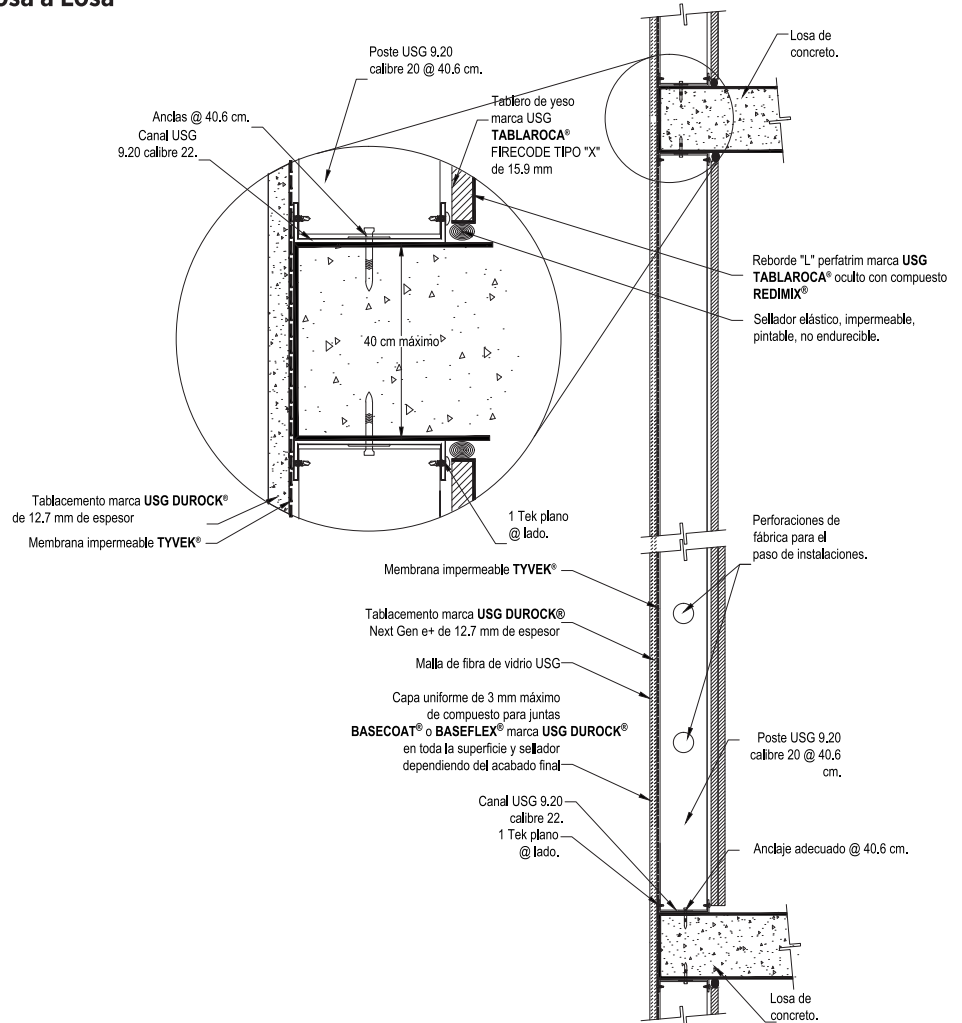 Losa a Losa
Poste USG 9.20
calibre 20 @ 40.6 cm.
Losa de
concreto.
Anclas @ 40.6 cm.
Canal USG
9.20 calibre 22.
Tablero de yeso
marca USG
TABLAROCA®
FIRECODE TIPO "X"
de 15.9 mm
Reborde "L" perfatrim marca USG
TABLAROCA® oculto con compuesto
REDIMIX®
Sellador elástico, impermeable,
pintable, no endurecible.
40 cm máximo
Tablacemento marca USG DUROCK®
de 12.7 mm de espesor
Membrana impermeable TYVEK®
1 Tek plano
@ lado.
Perforaciones de
fábrica para el
paso de instalaciones.
Membrana impermeable TYVEK®
Tablacemento marca USG DUROCK®
Next Gen e+ de 12.7 mm de espesor
Malla de fibra de vidrio USG
Capa uniforme de 3 mm máximo
de compuesto para juntas
BASECOAT® o BASEFLEX® marca USG DUROCK®
en toda la superficie y sellador
dependiendo del acabado final
Poste USG 9.20
calibre 20 @ 40.6
cm.
Canal USG 9.20
calibre 22.
1 Tek plano
@ lado.
Anclaje adecuado @ 40.6 cm.
Losa de
concreto.